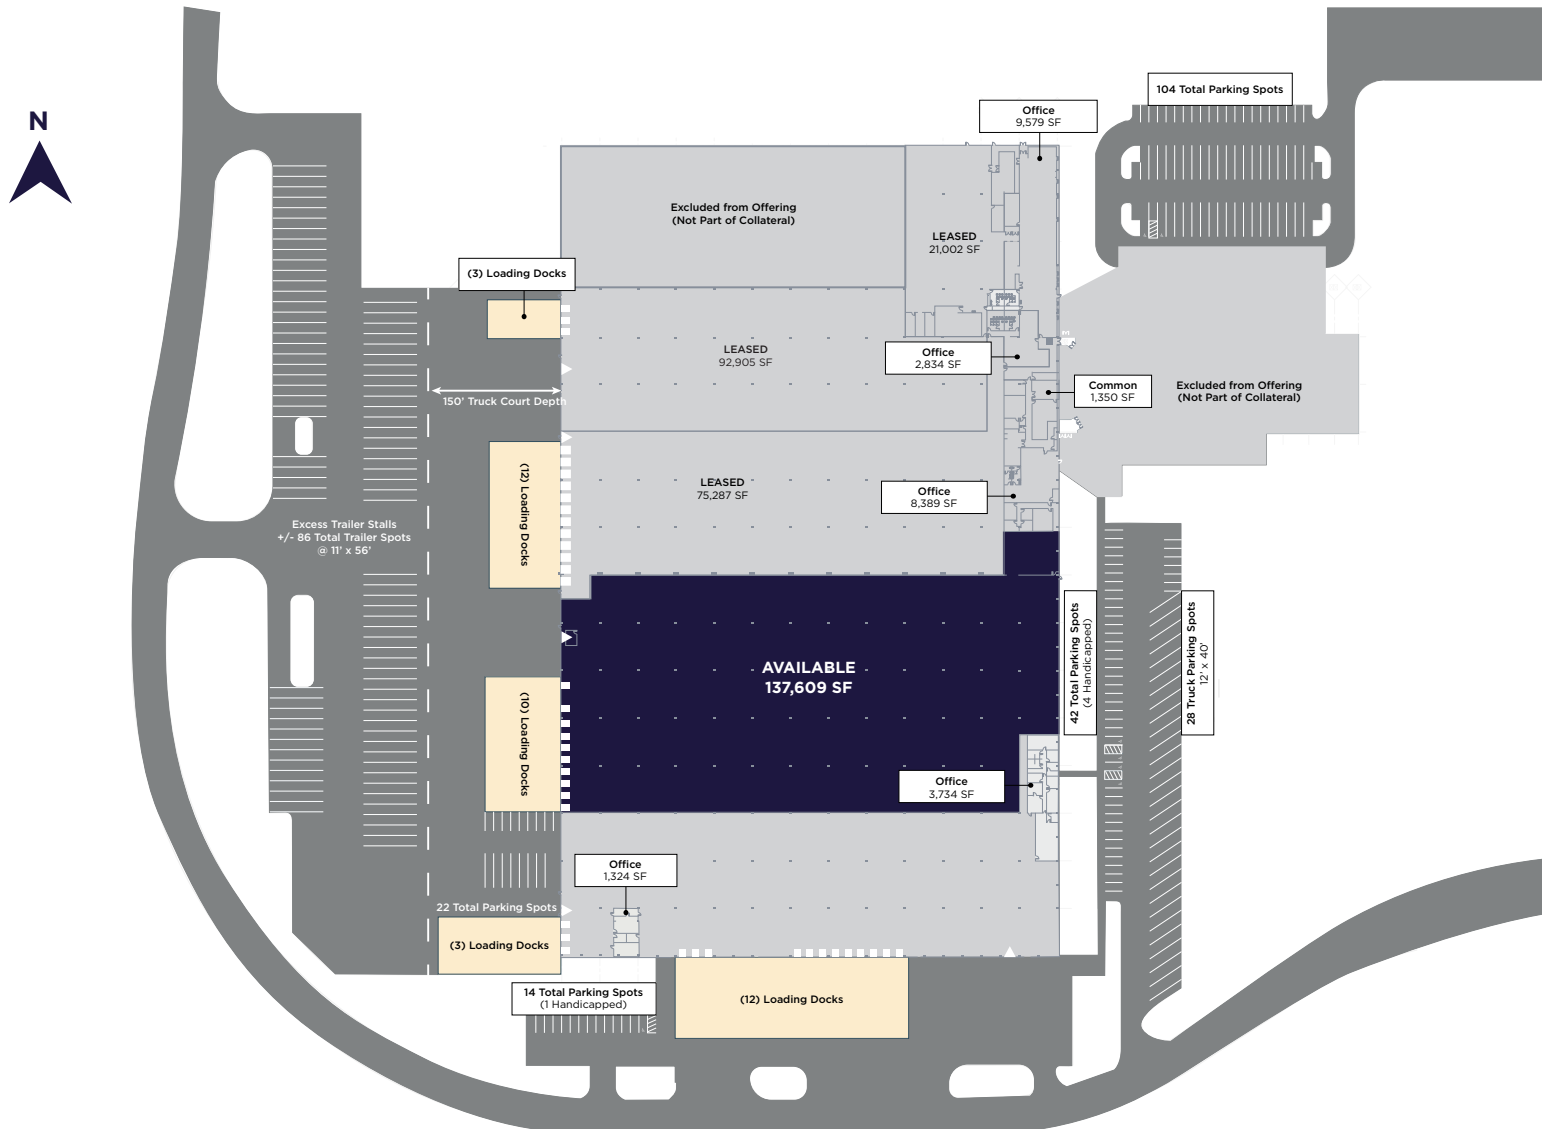 N
104 Total Parking Spots
Office
9,579 SF
Excluded from Offering
(Not Part of Collateral)
LEASED
21,002 SF
(3) Loading Docks
LEASED
92,905 SF
Office
2,834 SF
Common
1,350 SF
Excluded from Offering
(Not Part of Collateral)
150' Truck Court Depth
(12) Loading Docks
LEASED
75,287 SF
Office
8,389 SF
Excess Trailer Stalls
+/- 86 Total Trailer Spots
@ 11' x 56'
AVAILABLE
137,609 SF
42 Total Parking Spots
(4 Handicapped)
28 Truck Parking Spots
12' x 40'
(10) Loading Docks
Office
3,734 SF
Office
1,324 SF
22 Total Parking Spots
(3) Loading Docks
14 Total Parking Spots
(1 Handicapped)
(12) Loading Docks